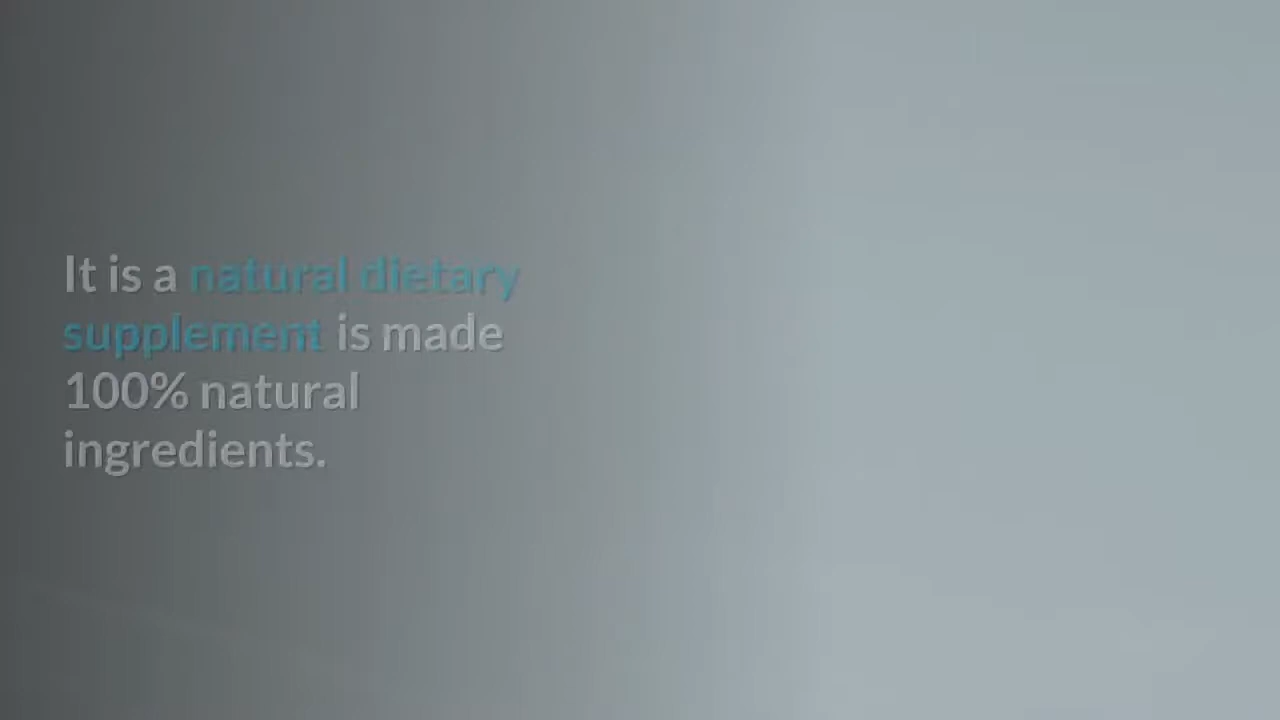 It is a natural dietary
supplement is made
100% natural
ingredients.